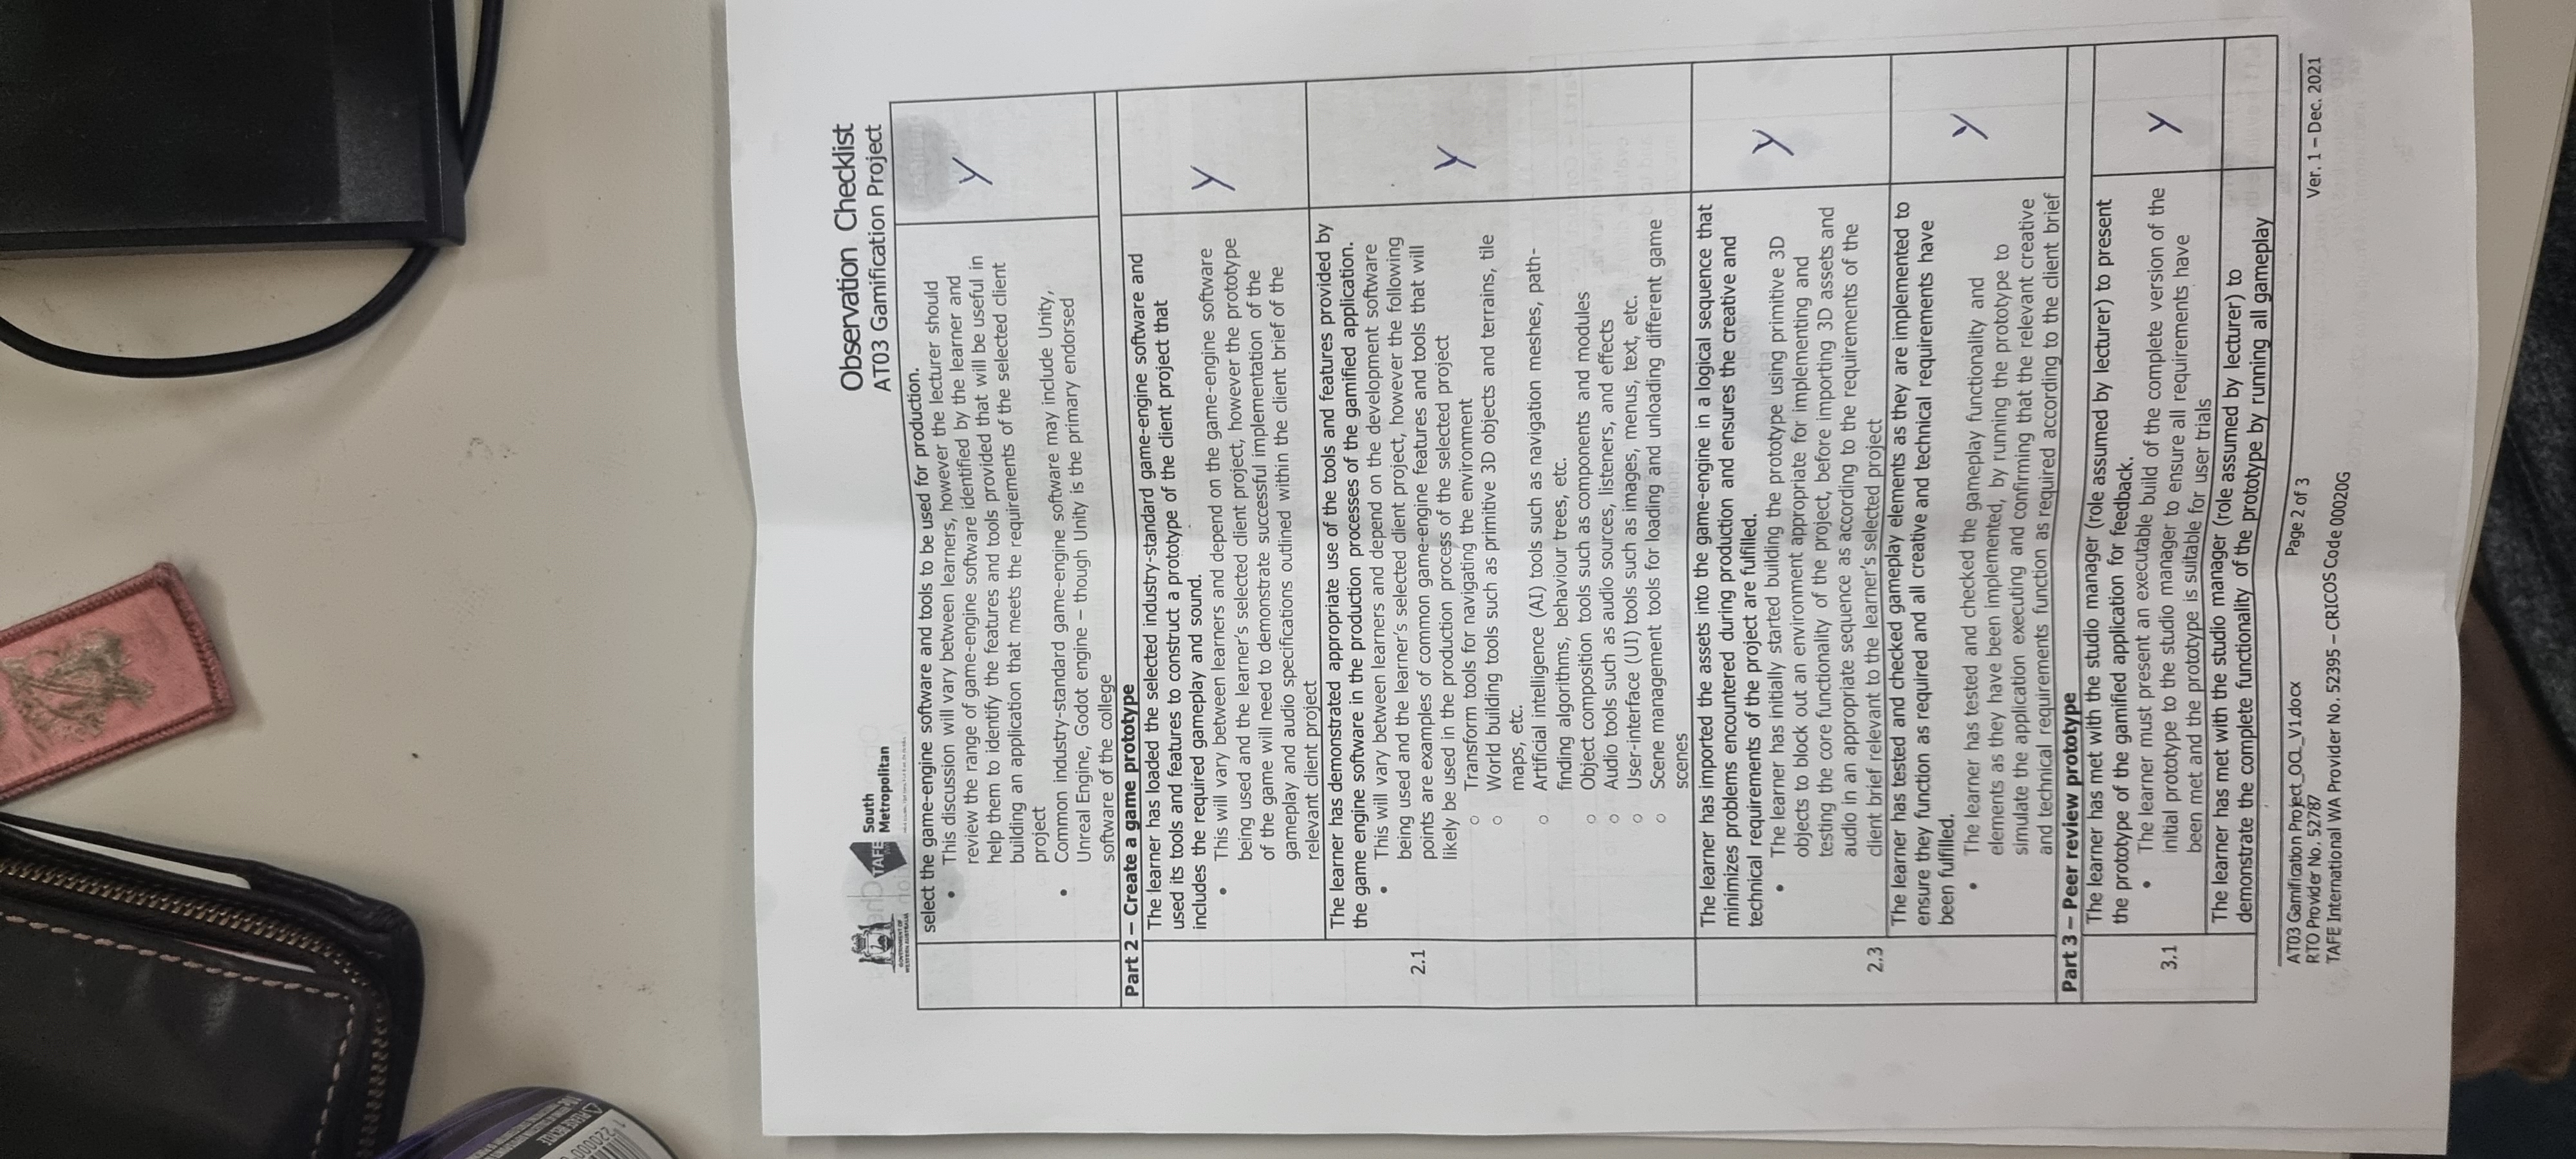 GOVERNMENT OF
WESTERN AUSTRALIA
TAFE
South
Metropolitan
Observation Checklist
AT03 Gamification Project
select the game-engine software and tools to be used for production.
• This discussion will vary between learners, however the lecturer should
review the range of game-engine software identified by the learner and
help them to identify the features and tools provided that will be useful in
building an application that meets the requirements of the selected client
project
• Common industry-standard game-engine software may include Unity,
Unreal Engine, Godot engine – though Unity is the primary endorsed
software of the college
Y
Part 2 – Create a game prototype
2.1
The learner has loaded the selected industry-standard game-engine software and
used its tools and features to construct a prototype of the client project that
includes the required gameplay and sound.
• This will vary between learners and depend on the game-engine software
being used and the learner's selected client project, however the prototype
of the game will need to demonstrate successful implementation of the
gameplay and audio specifications outlined within the client brief of the
relevant client project
Y
The learner has demonstrated appropriate use of the tools and features provided by
the game engine software in the production processes of the gamified application.
• This will vary between learners and depend on the development software
being used and the learner's selected client project, however the following
points are examples of common game-engine features and tools that will
likely be used in the production process of the selected project
o Transform tools for navigating the environment
o World building tools such as primitive 3D objects and terrains, tile
maps, etc.
o Artificial intelligence (AI) tools such as navigation meshes, path-
finding algorithms, behaviour trees, etc.
o Object composition tools such as components and modules
o Audio tools such as audio sources, listeners, and effects
o User-interface (UI) tools such as images, menus, text, etc.
o Scene management tools for loading and unloading different game
scenes
Y
2.3
The learner has imported the assets into the game-engine in a logical sequence that
minimizes problems encountered during production and ensures the creative and
technical requirements of the project are fulfilled.
• The learner has initially started building the prototype using primitive 3D
objects to block out an environment appropriate for implementing and
testing the core functionality of the project, before importing 3D assets and
audio in an appropriate sequence as according to the requirements of the
client brief relevant to the learner's selected project
Y
The learner has tested and checked gameplay elements as they are implemented to
ensure they function as required and all creative and technical requirements have
been fulfilled.
• The learner has tested and checked the gameplay functionality and
elements as they have been implemented, by running the prototype to
simulate the application executing and confirming that the relevant creative
and technical requirements function as required according to the client brief
Y
Part 3 – Peer review prototype
3.1
The learner has met with the studio manager (role assumed by lecturer) to present
the prototype of the gamified application for feedback.
• The learner must present an executable build of the complete version of the
initial prototype to the studio manager to ensure all requirements have
been met and the prototype is suitable for user trials
Y
The learner has met with the studio manager (role assumed by lecturer) to
demonstrate the complete functionality of the prototype by running all gameplay
AT03 Gamification Project_OCL_V1.docx
RTO Provider No. 52787
TAFE International WA Provider No. 52395 – CRICOS Code 00020G
Page 2 of 3
Ver. 1 – Dec. 2021